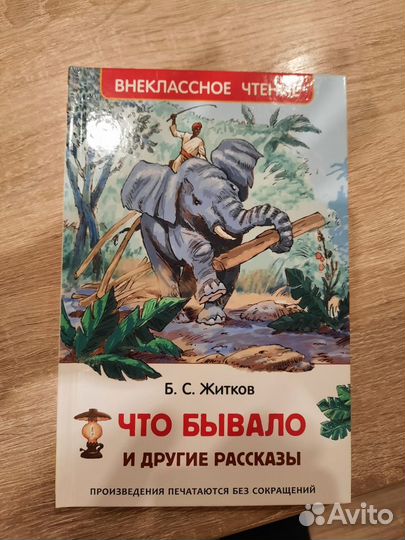 ВНЕКЛАССНОЕ ЧТЕНИЕ
Б. С. Житков
ЧТО БЫВАЛО
И ДРУГИЕ РАССКАЗЫ
ПРОИЗВЕДЕНИЯ ПЕЧАТАЮТСЯ БЕЗ СОКРАЩЕНИЙ
Avito